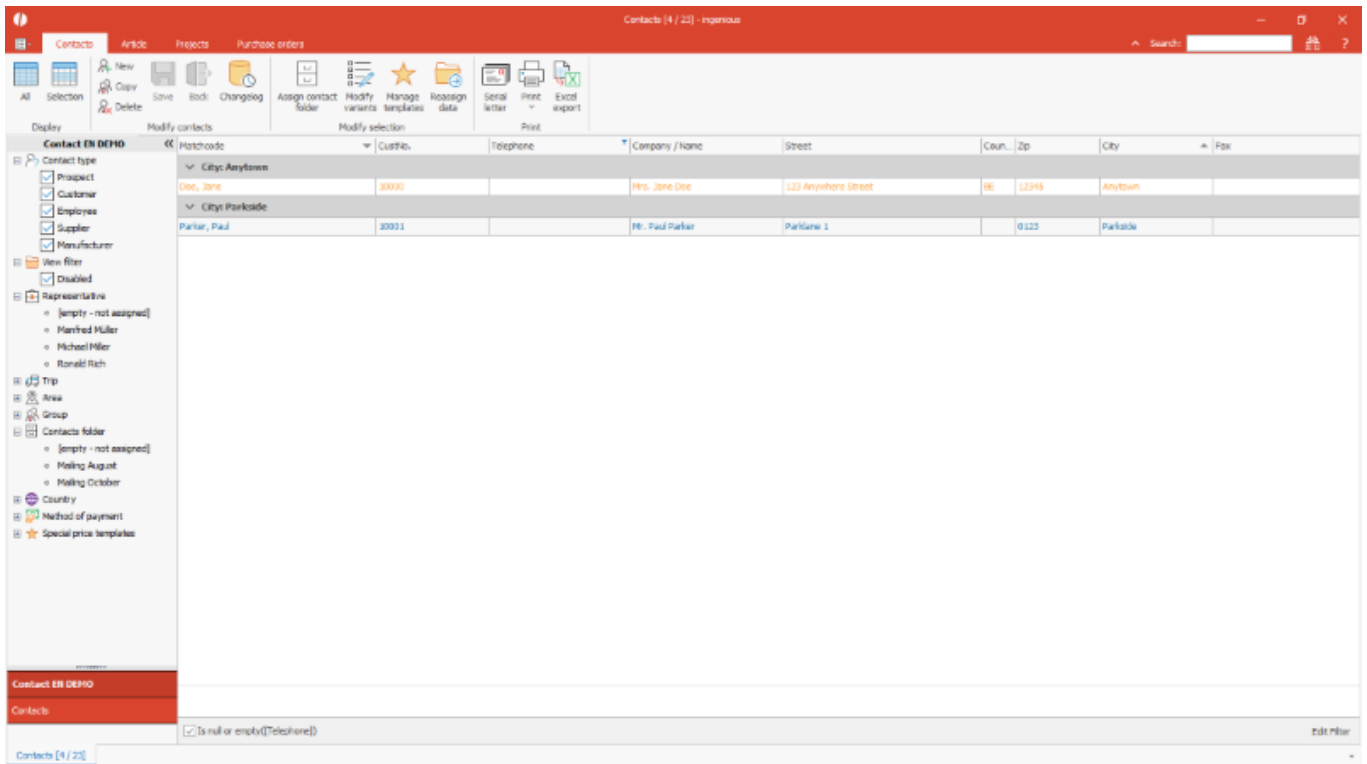 Contacts [4 / 23] - ingenious
Contacts Article Projects Purchase orders Search: ?
All Selection New Copy Delete Save Back Changelog Assign contact folder Modify variants Manage templates Reassign data Serial letter Print Excel export
Display Modify contacts Modify selection Print
Contact EN DEMO Matchcode CustNo. Telephone Company / Name Street Coun... Zip City Fax
Contact type
Prospect
Customer
Employee
Supplier
Manufacturer
View filter
Disabled
Representative
[empty - not assigned]
Manfred Müller
Michael Miller
Ronald Rich
Trip
Area
Group
Contacts folder
[empty - not assigned]
Mailing August
Mailing October
Country
Method of payment
Special price templates
City: Anytown
Doe, Jane 10030 Mrs. Jane Doe 123 Anywhere Street BE 12345 Anytown
City: Parkside
Parker, Paul 10031 Mr. Paul Parker Parklane 1 0123 Parkside
Contact EN DEMO
Contacts
Is null or empty([Telephone]) Edit Filter
Contacts [4 / 23]